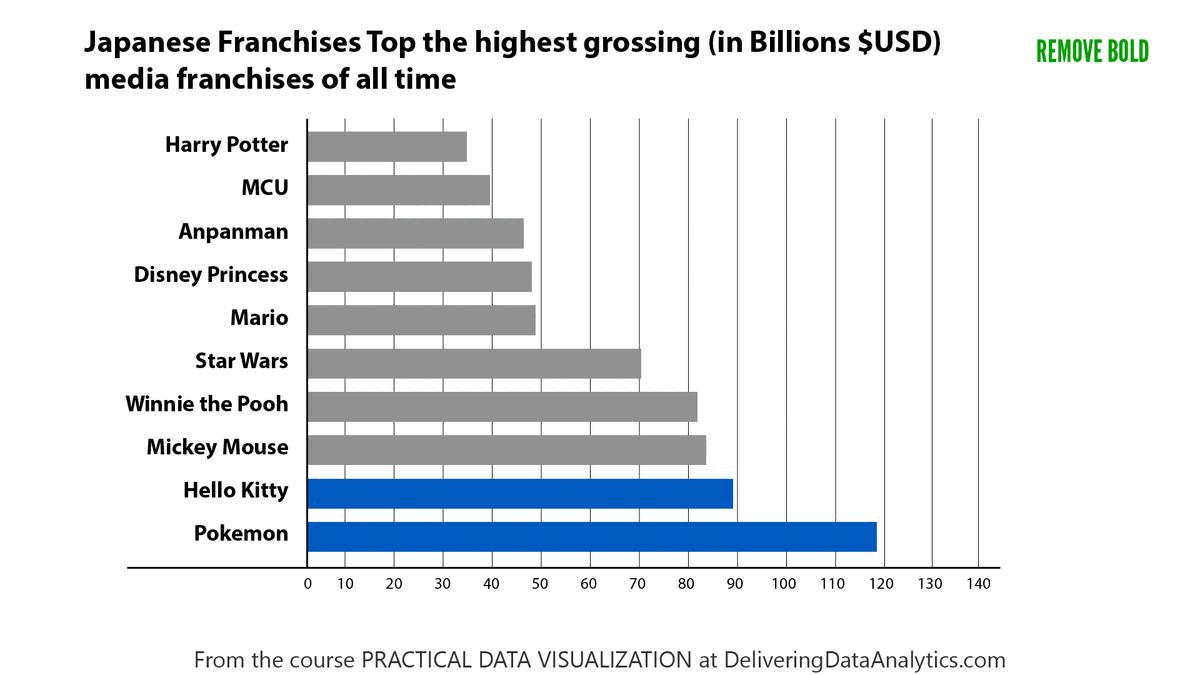 Japanese Franchises Top the highest grossing (in Billions $USD)
media franchises of all time
REMOVE BOLD
Harry Potter
MCU
Anpanman
Disney Princess
Mario
Star Wars
Winnie the Pooh
Mickey Mouse
Hello Kitty
Pokemon
0 10 20 30 40 50 60 70 80 90 100 110 120 130 140
From the course PRACTICAL DATA VISUALIZATION at DeliveringDataAnalytics.com